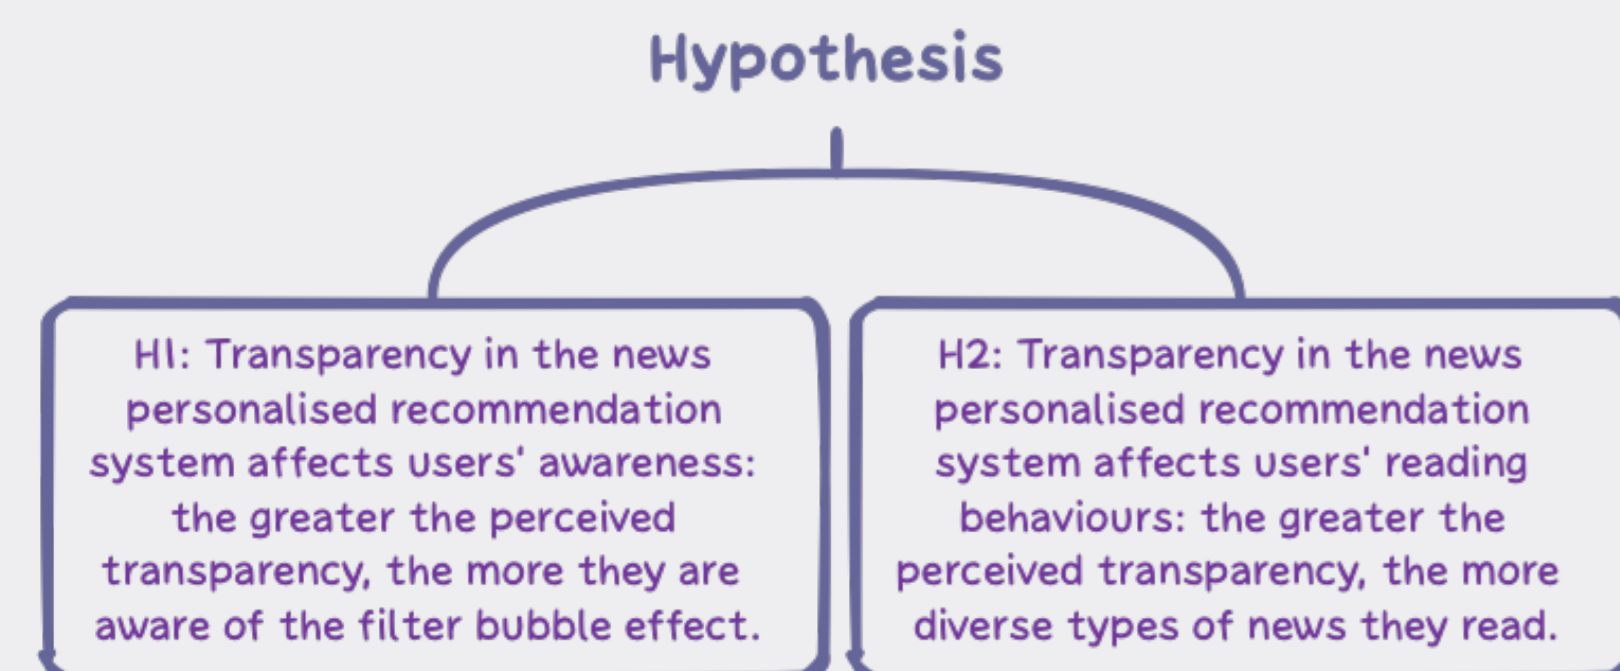 Hypothesis
H1: Transparency in the news
personalised recommendation
system affects users' awareness:
the greater the perceived
transparency, the more they are
aware of the filter bubble effect.
H2: Transparency in the news
personalised recommendation
system affects users' reading
behaviours: the greater the
perceived transparency, the more
diverse types of news they read.